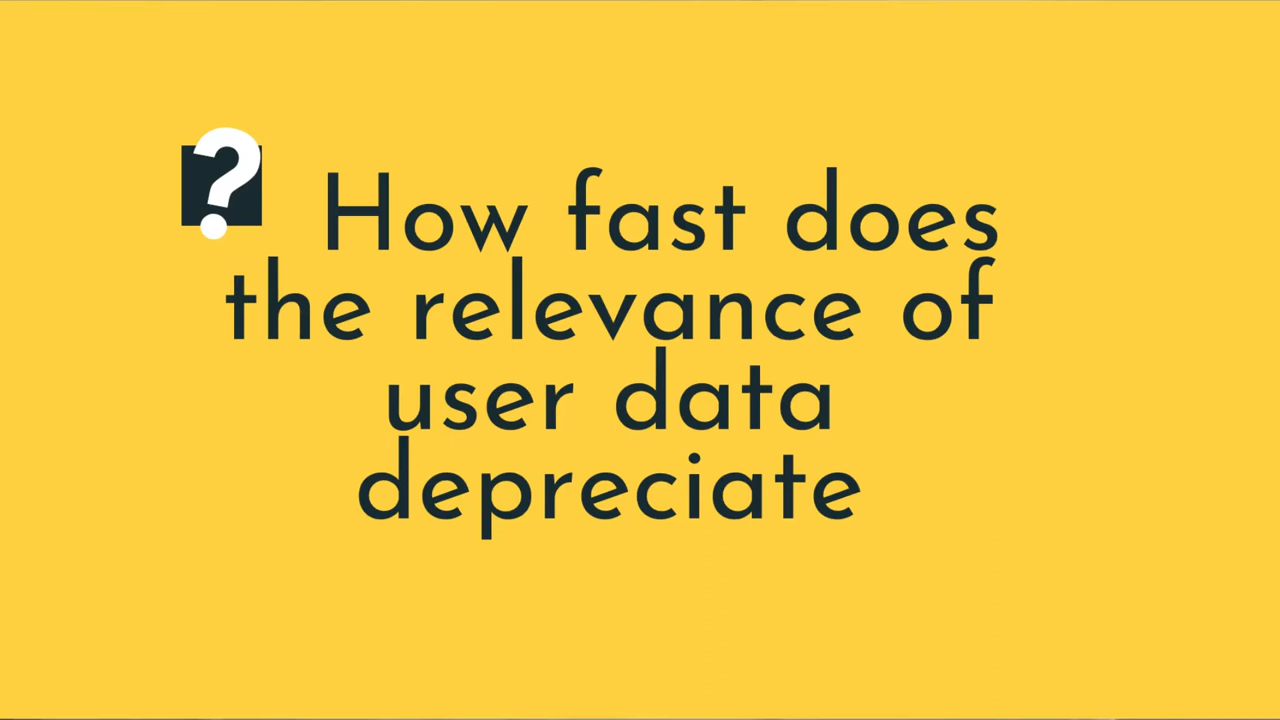 ? How fast does
the relevance of
user data
depreciate